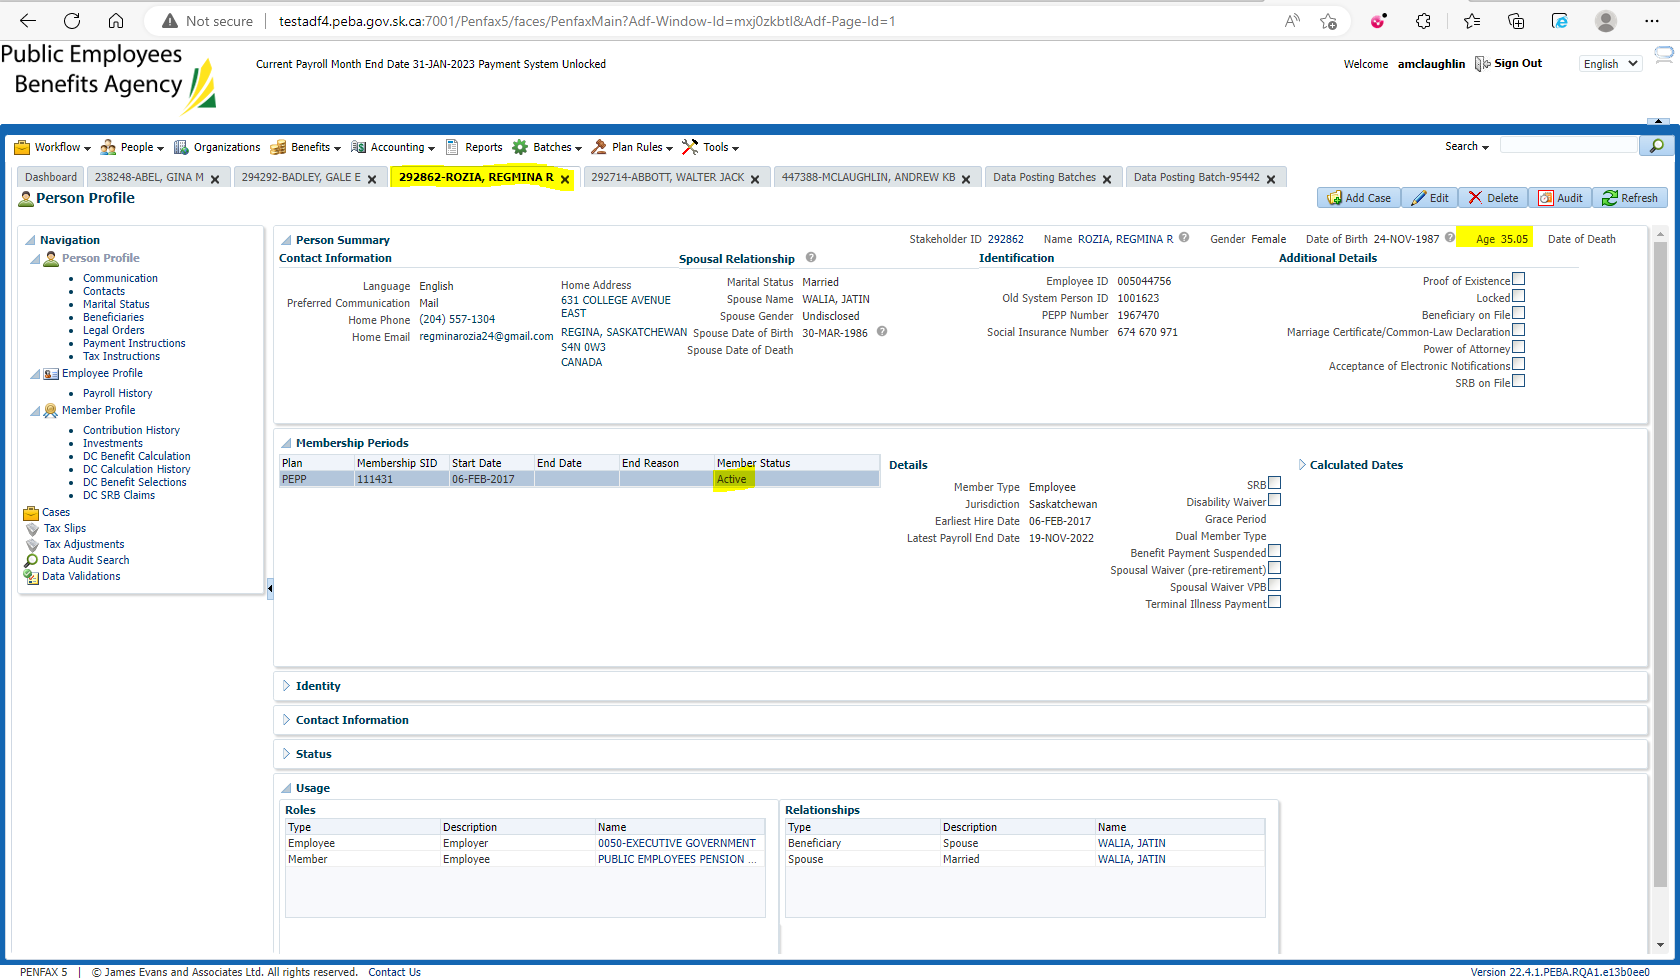 Not secure | testadf4.peba.gov.sk.ca:7001/Penfax5/faces/PenfaxMain?Adf-Window-Id=mxj0zkbtl&Adf-Page-Id=1
Public Employees
Benefits Agency
Current Payroll Month End Date 31-JAN-2023 Payment System Unlocked
Welcome amclaughlin Sign Out English
Workflow People Organizations Benefits Accounting Reports Batches Plan Rules Tools Search
Dashboard 238248-ABEL, GINA M 294292-BADLEY, GALE E 292862-ROZIA, REGMINA R 292714-ABBOTT, WALTER JACK 447388-MCLAUGHLIN, ANDREW KB Data Posting Batches Data Posting Batch-95442
Person Profile Add Case Edit Delete Audit Refresh
Navigation
Person Profile
Communication
Contacts
Marital Status
Beneficiaries
Legal Orders
Payment Instructions
Tax Instructions
Employee Profile
Payroll History
Member Profile
Contribution History
Investments
DC Benefit Calculation
DC Calculation History
DC Benefit Selections
DC SRB Claims
Cases
Tax Slips
Tax Adjustments
Data Audit Search
Data Validations
Person Summary Stakeholder ID 292862 Name ROZIA, REGMINA R Gender Female Date of Birth 24-NOV-1987 Age 35.05 Date of Death
Contact Information
Language English
Preferred Communication Mail
Home Phone (204) 557-1304
Home Email regminarozia24@gmail.com
Home Address
631 COLLEGE AVENUE
EAST
REGINA, SASKATCHEWAN
S4N 0W3
CANADA
Spousal Relationship
Marital Status Married
Spouse Name WALIA, JATIN
Spouse Gender Undisclosed
Spouse Date of Birth 30-MAR-1986
Spouse Date of Death
Identification
Employee ID 005044756
Old System Person ID 1001623
PEPP Number 1967470
Social Insurance Number 674 670 971
Additional Details
Proof of Existence
Locked
Beneficiary on File
Marriage Certificate/Common-Law Declaration
Power of Attorney
Acceptance of Electronic Notifications
SRB on File
Membership Periods
Plan Membership SID Start Date End Date End Reason Member Status
PEPP 111431 06-FEB-2017 Active
Details
Member Type Employee
Jurisdiction Saskatchewan
Earliest Hire Date 06-FEB-2017
Latest Payroll End Date 19-NOV-2022
SRB
Disability Waiver
Grace Period
Dual Member Type
Benefit Payment Suspended
Spousal Waiver (pre-retirement)
Spousal Waiver VPB
Terminal Illness Payment
Calculated Dates
Identity
Contact Information
Status
Usage
Roles
Type Description Name
Employee Employer 0050-EXECUTIVE GOVERNMENT
Member Employee PUBLIC EMPLOYEES PENSION ...
Relationships
Type Description Name
Beneficiary Spouse WALIA, JATIN
Spouse Married WALIA, JATIN
PENFAX 5 | © James Evans and Associates Ltd. All rights reserved. Contact Us Version 22.4.1.PEBA.RQA1.e13b0ee0